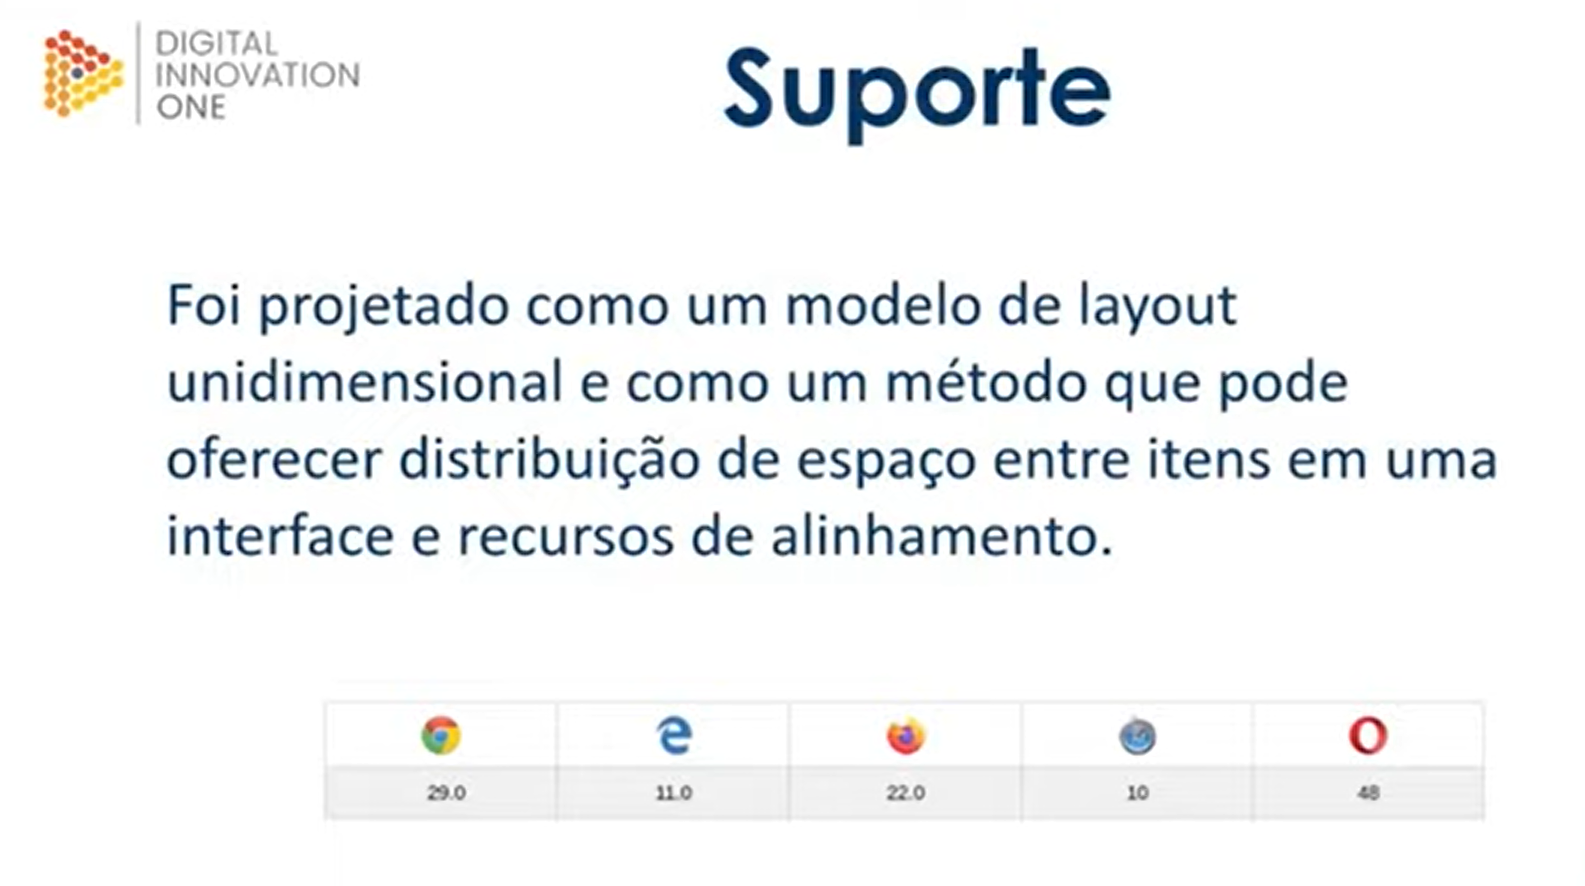 DIGITAL
INNOVATION
ONE
Suporte
Foi projetado como um modelo de layout
unidimensional e como um método que pode
oferecer distribuição de espaço entre itens em uma
interface e recursos de alinhamento.
29.0 11.0 22.0 10 48